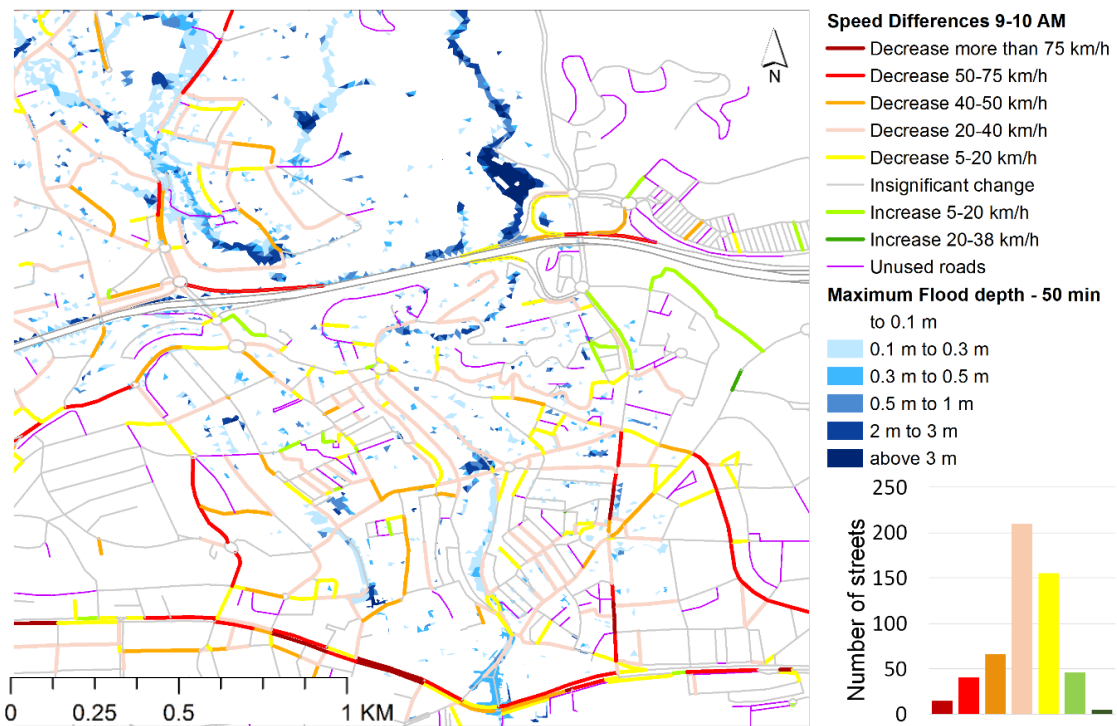 Speed Differences 9-10 AM
Decrease more than 75 km/h
Decrease 50-75 km/h
Decrease 40-50 km/h
Decrease 20-40 km/h
Decrease 5-20 km/h
Insignificant change
Increase 5-20 km/h
Increase 20-38 km/h
Unused roads
Maximum Flood depth - 50 min
to 0.1 m
0.1 m to 0.3 m
0.3 m to 0.5 m
0.5 m to 1 m
2 m to 3 m
above 3 m
N
250
200
150
100
50
0
Number of streets
0 0.25 0.5 1 KM